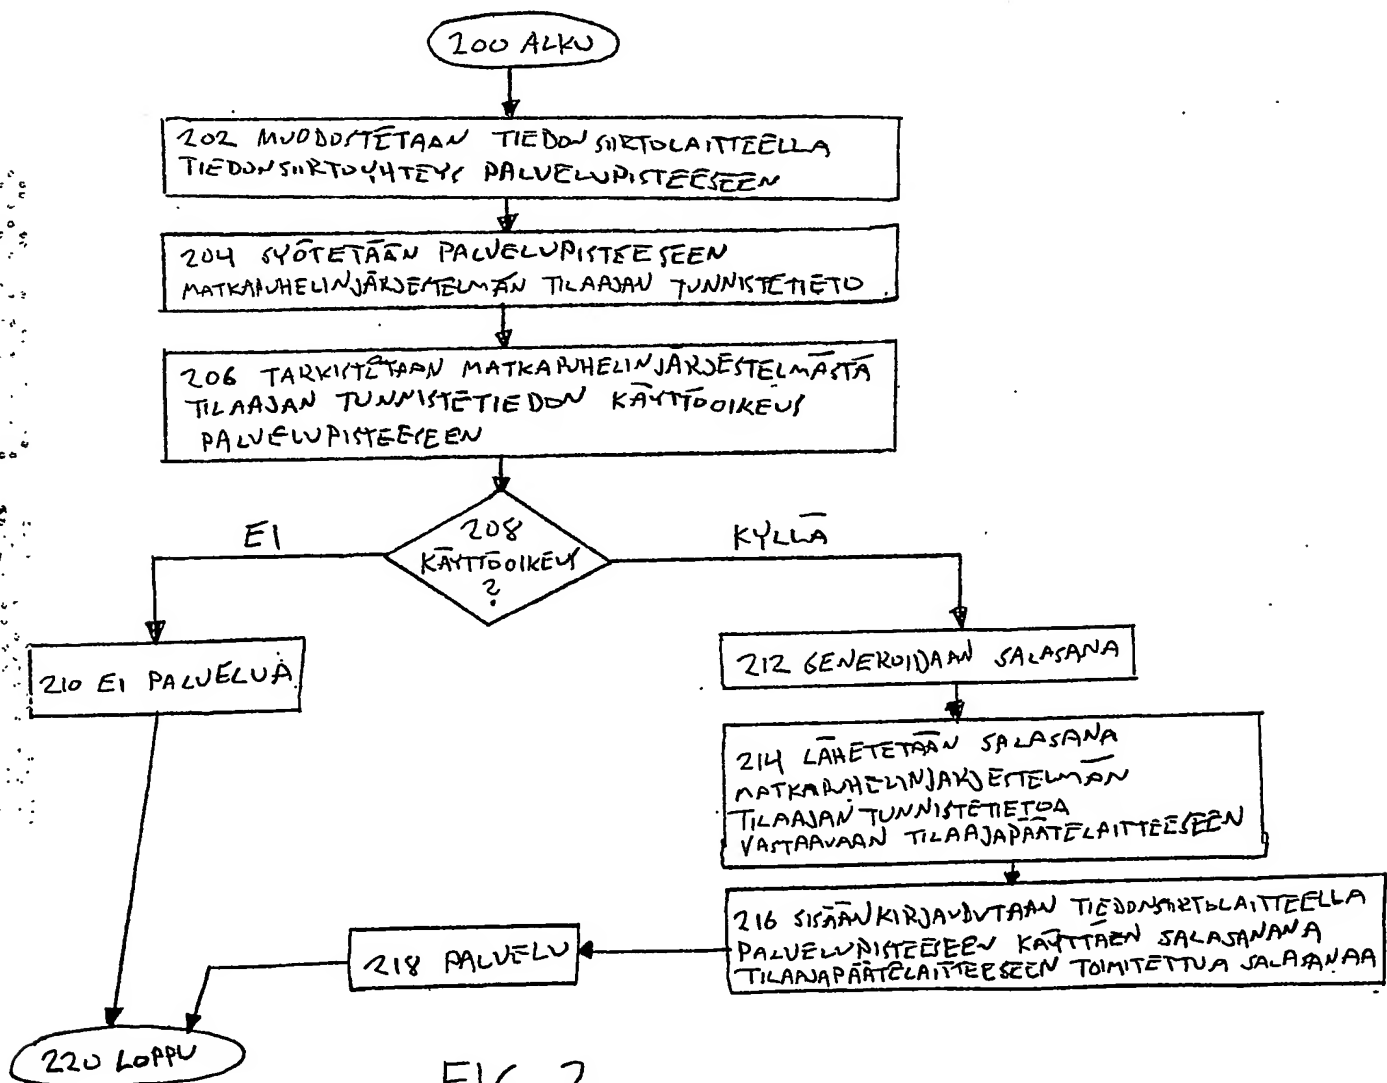 200 ALKU
202 MUODOSTETAAN TIEDONSIIRTOLAITTEELLA
TIEDONSIIRTOYHTEYS PALVELUPISTEESEEN
204 SYÖTETÄÄN PALVELUPISTEESEEN
MATKAPUHELINJÄRJESTELMÄN TILAAJAN TUNNISTETIETO
206 TARKISTETAAN MATKAPUHELINJÄRJESTELMÄSTÄ
TILAAJAN TUNNISTETIEDON KÄYTTÖOIKEUS
PALVELUPISTEESEEN
EI
208
KÄYTTÖOIKEUS
?
KYLLÄ
210 EI PALVELUA
212 GENEROIDAAN SALASANA
214 LÄHETETÄÄN SALASANA
MATKAPUHELINJÄRJESTELMÄN
TILAAJAN TUNNISTETIETOA
VASTAAVAAN TILAAJAPÄÄTELAITTEESEEN
216 SISÄÄNKIRJAUDUTAAN TIEDONSIIRTOLAITTEELLA
PALVELUPISTEESEEN KÄYTTÄEN SALASANANA
TILAAJAPÄÄTELAITTEESEEN TOIMITETTUA SALASANAA
218 PALVELU
220 LOPPU
FIG 2